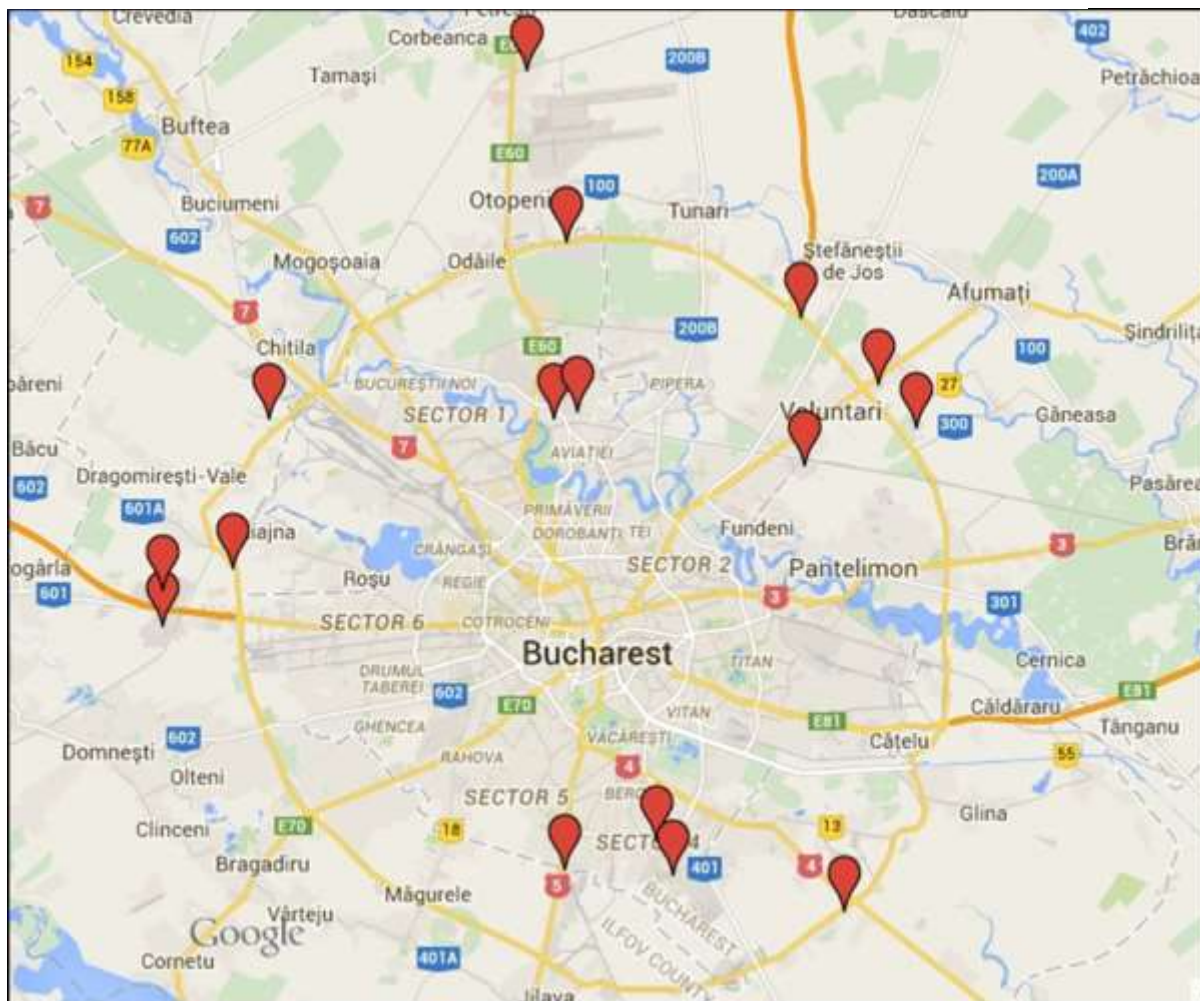 Crevedia
Corbeanca
Dascălu
402
154
Tamași
200B
Petrăchioa
158
Buftea
77A
E60
200A
7
Otopeni
100
Buciumeni
Tunari
602
Mogoșoaia
Odăile
Ștefăneștii
de Jos
Afumați
7
200B
Șindrilița
Chitila
E60
100
BUCUREȘTII NOI
PIPERA
27
SECTOR 1
Voluntari
Găneasa
300
7
Băcu
AVIAȚIEI
Dragomirești-Vale
602
Pasărea
601A
PRIMĂVERII
DOROBANȚI
TEI
Fundeni
3
CRÂNGAȘI
SECTOR 2
Pantelimon
Roșu
REGIE
601
3
301
SECTOR 6
COTROCENI
Bucharest
TITAN
Cernica
DRUMUL
TABEREI
602
E81
E70
Căldăraru
VITAN
E81
GHENCEA
Tânganu
602
Domnești
VĂCĂREȘTI
Cățelu
55
RAHOVA
Olteni
4
SECTOR 5
Glina
Clinceni
E70
18
13
401
4
Bragadiru
5
Măgurele
BUCHAREST
Vârteju
ILFOV COUNTY
Google
401A
Cornetu
Jilava